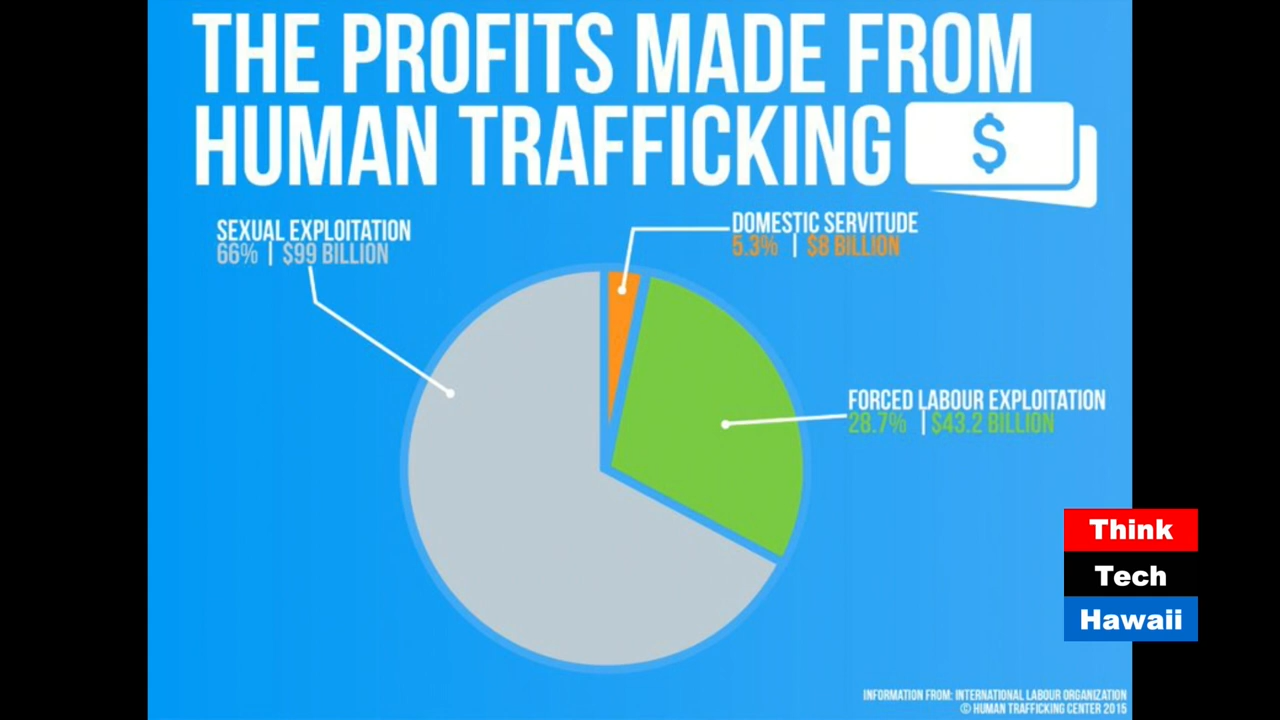 THE PROFITS MADE FROM
HUMAN TRAFFICKING $
SEXUAL EXPLOITATION
66% | $99 BILLION
DOMESTIC SERVITUDE
5.3% | $8 BILLION
FORCED LABOUR EXPLOITATION
28.7% | $43.2 BILLION
Think
Tech
Hawaii
INFORMATION FROM: INTERNATIONAL LABOUR ORGANIZATION
© HUMAN TRAFFICKING CENTER 2015